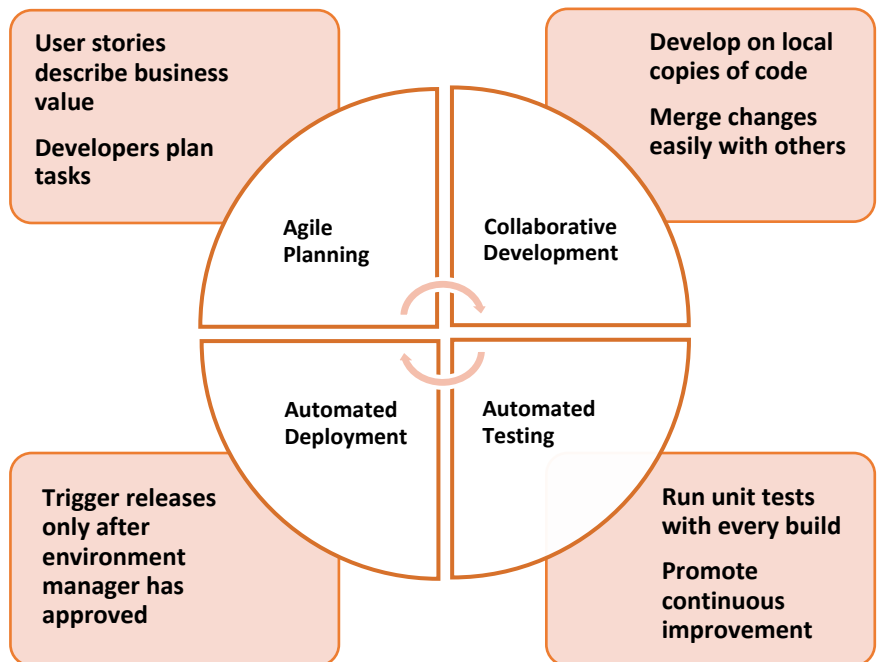 User stories
describe business
value
Developers plan
tasks
Develop on local
copies of code
Merge changes
easily with others
Agile
Planning
Collaborative
Development
Automated
Deployment
Automated
Testing
Trigger releases
only after
environment
manager has
approved
Run unit tests
with every build
Promote
continuous
improvement